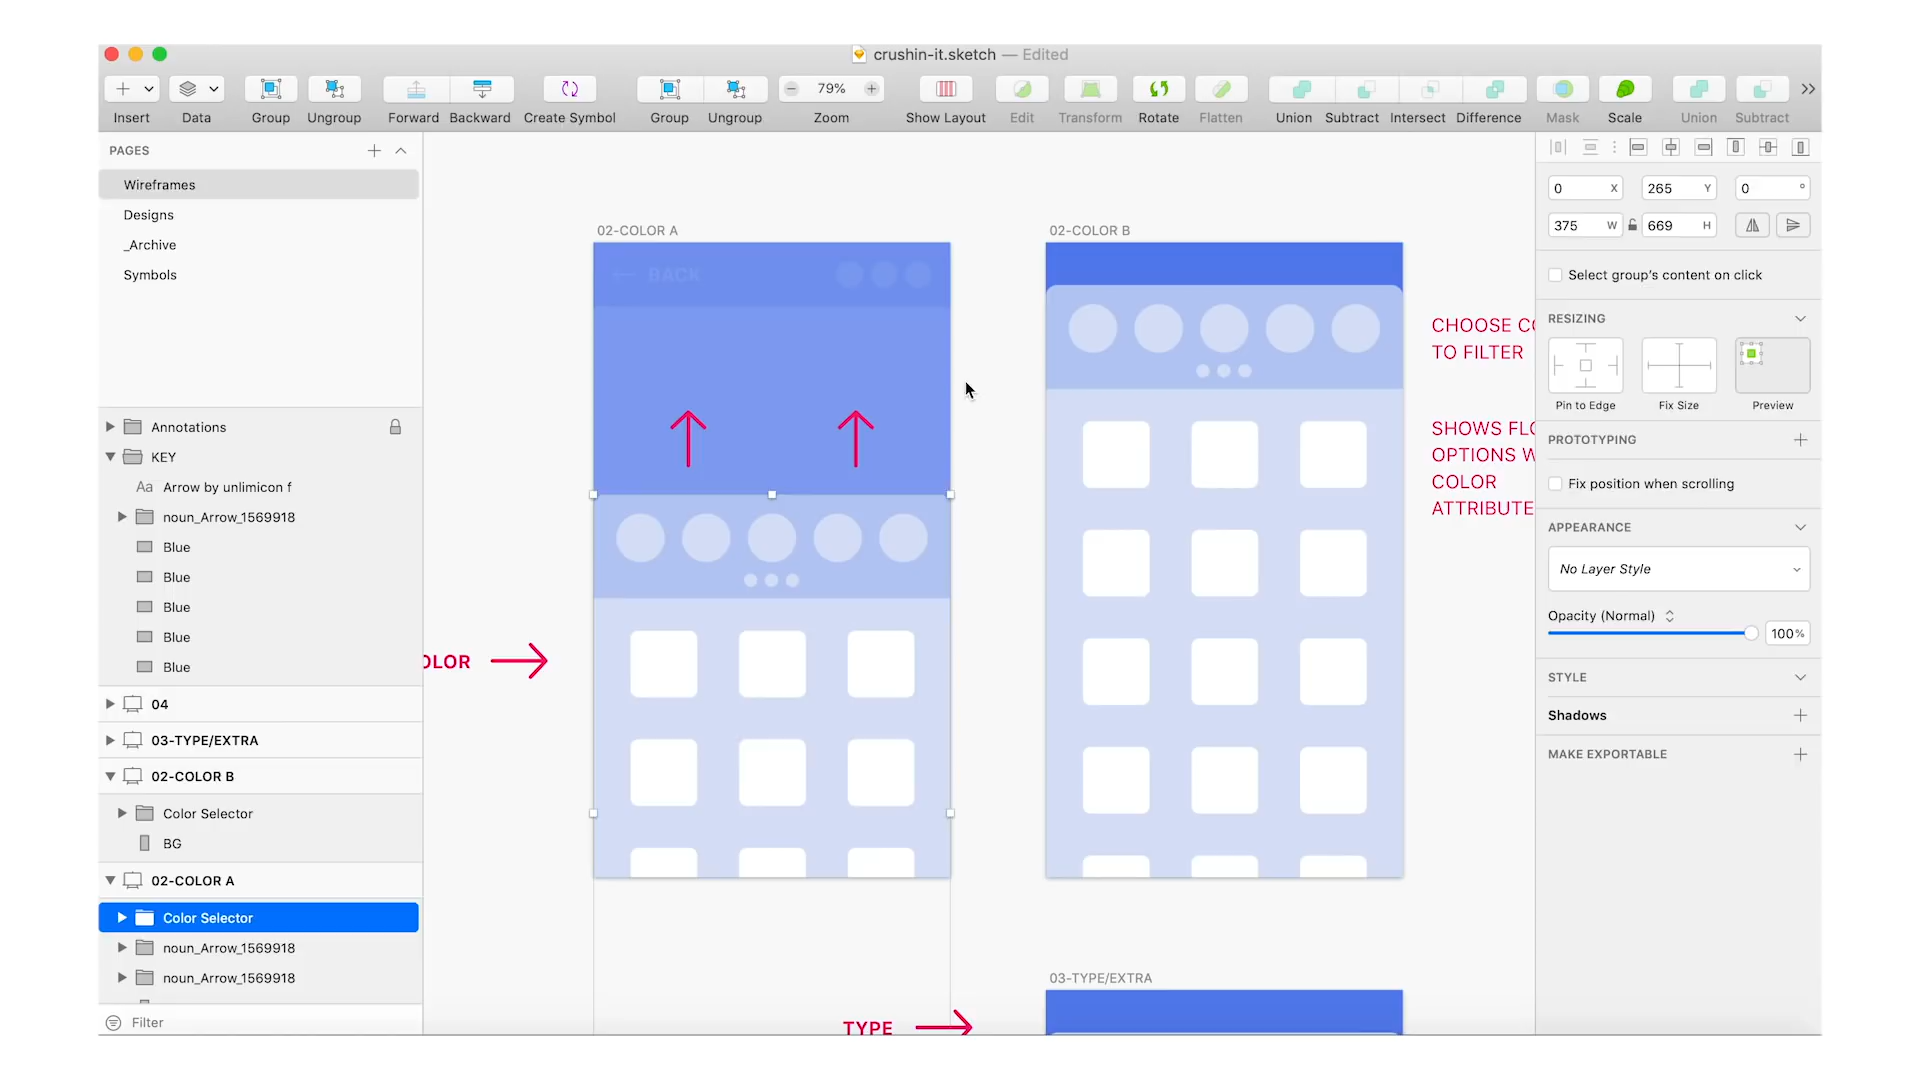 crushin-it.sketch — Edited
79%
Insert Data Group Ungroup Forward Backward Create Symbol Group Ungroup Zoom Show Layout Edit Transform Rotate Flatten Union Subtract Intersect Difference Mask Scale Union Subtract
PAGES
Wireframes
Designs
_Archive
Symbols
Annotations
KEY
Aa Arrow by unlimicon f
noun_Arrow_1569918
Blue
Blue
Blue
Blue
Blue
04
03-TYPE/EXTRA
02-COLOR B
Color Selector
BG
02-COLOR A
Color Selector
noun_Arrow_1569918
noun_Arrow_1569918
Filter
02-COLOR A
BACK
OLOR
02-COLOR B
CHOOSE CO
TO FILTER
SHOWS FLO
OPTIONS W
COLOR
ATTRIBUTE
03-TYPE/EXTRA
TYPE
0 X 265 Y 0 °
375 W 669 H
Select group's content on click
RESIZING
Pin to Edge Fix Size Preview
PROTOTYPING
Fix position when scrolling
APPEARANCE
No Layer Style
Opacity (Normal)
100%
STYLE
Shadows
MAKE EXPORTABLE